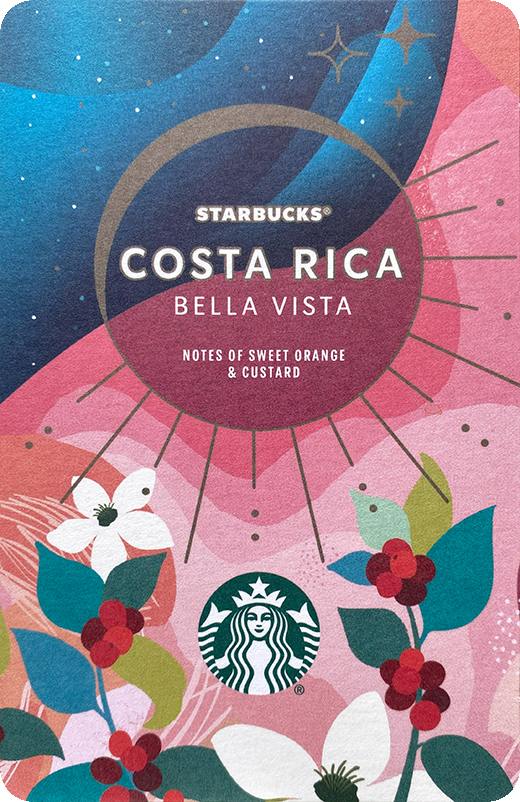 STARBUCKS®
COSTA RICA
BELLA VISTA
NOTES OF SWEET ORANGE
& CUSTARD
®